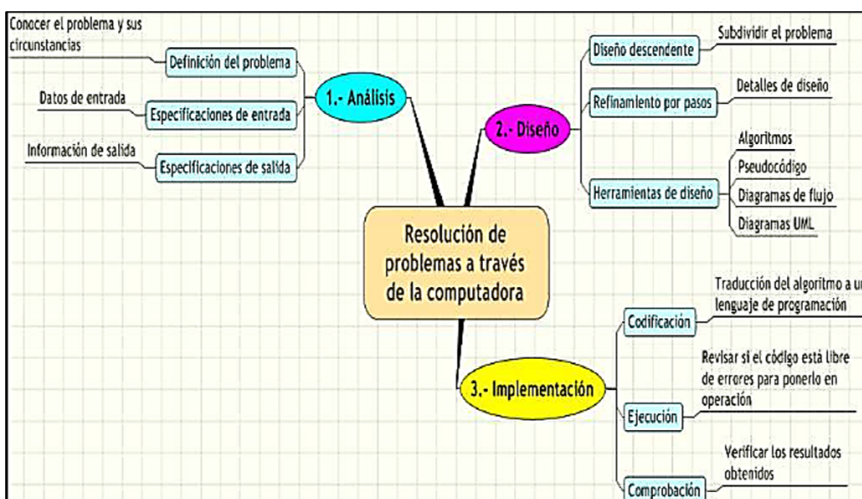 Conocer el problema y sus
circunstancias
Definición del problema
Datos de entrada
Especificaciones de entrada
Información de salida
Especificaciones de salida
1.- Análisis
2.- Diseño
Diseño descendente
Subdividir el problema
Refinamiento por pasos
Detalles de diseño
Herramientas de diseño
Algoritmos
Pseudocódigo
Diagramas de flujo
Diagramas UML
Resolución de
problemas a través
de la computadora
3.- Implementación
Codificación
Traducción del algoritmo a un
lenguaje de programación
Ejecución
Revisar si el código está libre
de errores para ponerlo en
operación
Comprobación
Verificar los resultados
obtenidos